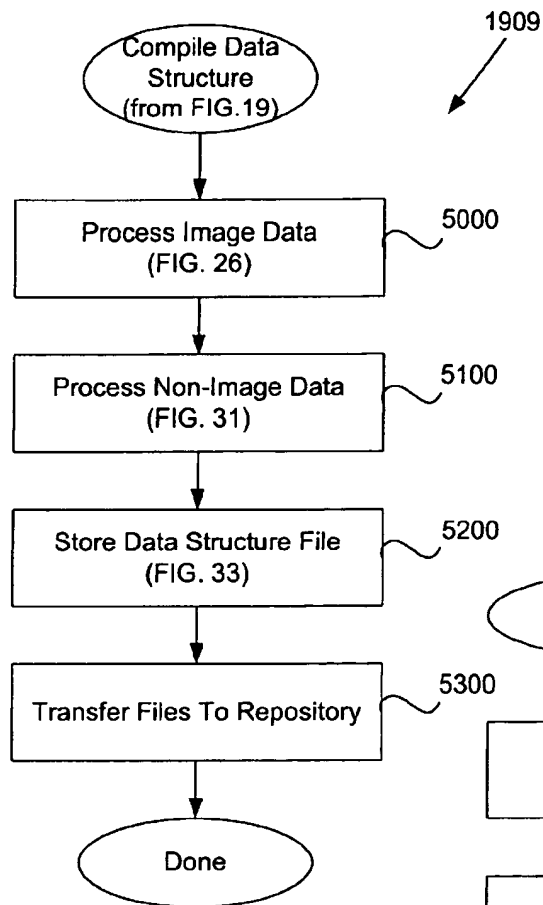 1909
Compile Data
Structure
(from FIG.19)
Process Image Data
(FIG. 26)
5000
Process Non-Image Data
(FIG. 31)
5100
Store Data Structure File
(FIG. 33)
5200
Transfer Files To Repository
5300
Done